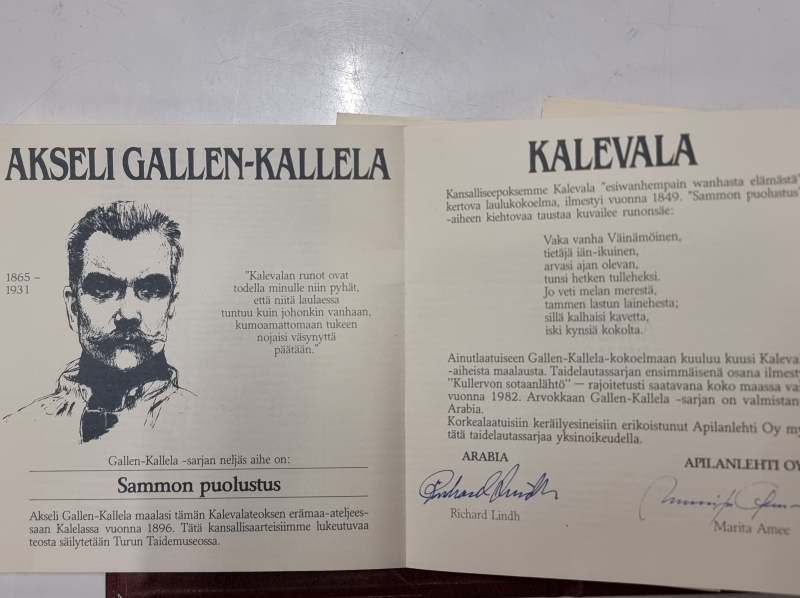 AKSELI GALLEN-KALLELA
1865 –
1931
"Kalevalan runot ovat
todella minulle niin pyhät,
että niitä laulaessa
tuntuu kuin johonkin vanhaan,
kumoamattomaan tukeen
nojaisi väsynyttä
päätään."
Gallen-Kallela -sarjan neljäs aihe on:
Sammon puolustus
Akseli Gallen-Kallela maalasi tämän Kalevalateoksen erämaa-ateljees-
saan Kalelassa vuonna 1896. Tätä kansallisaarteisiimme lukeutuvaa
teosta säilytetään Turun Taidemuseossa.
KALEVALA
Kansalliseepoksemme Kalevala "esiwanhempain wanhasta elämästä"
kertova laulukokoelma, ilmestyi vuonna 1849. "Sammon puolustus"
-aiheen kiehtovaa taustaa kuvailee runonsäe:
Vaka vanha Väinämöinen,
tietäjä iän-ikuinen,
arvasi ajan olevan,
tunsi hetken tulleheksi.
Jo veti melan merestä,
tammen lastun lainehesta;
sillä kalhaisi kavetta,
iski kynsiä kokolta.
Ainutlaatuiseen Gallen-Kallela-kokoelmaan kuuluu kuusi Kaleva
-aiheista maalausta. Taidelautassarjan ensimmäisenä osana ilmesty
"Kullervon sotaanlähtö" — rajoitetusti saatavana koko maassa va
vuonna 1982. Arvokkaan Gallen-Kallela -sarjan on valmistan
Arabia.
Korkealaatuisiin keräilyesineisiin erikoistunut Apilanlehti Oy my
tätä taidelautassarjaa yksinoikeudella.
ARABIA
Richard Lindh
Richard Lindh
APILANLEHTI OY
Marita Amee